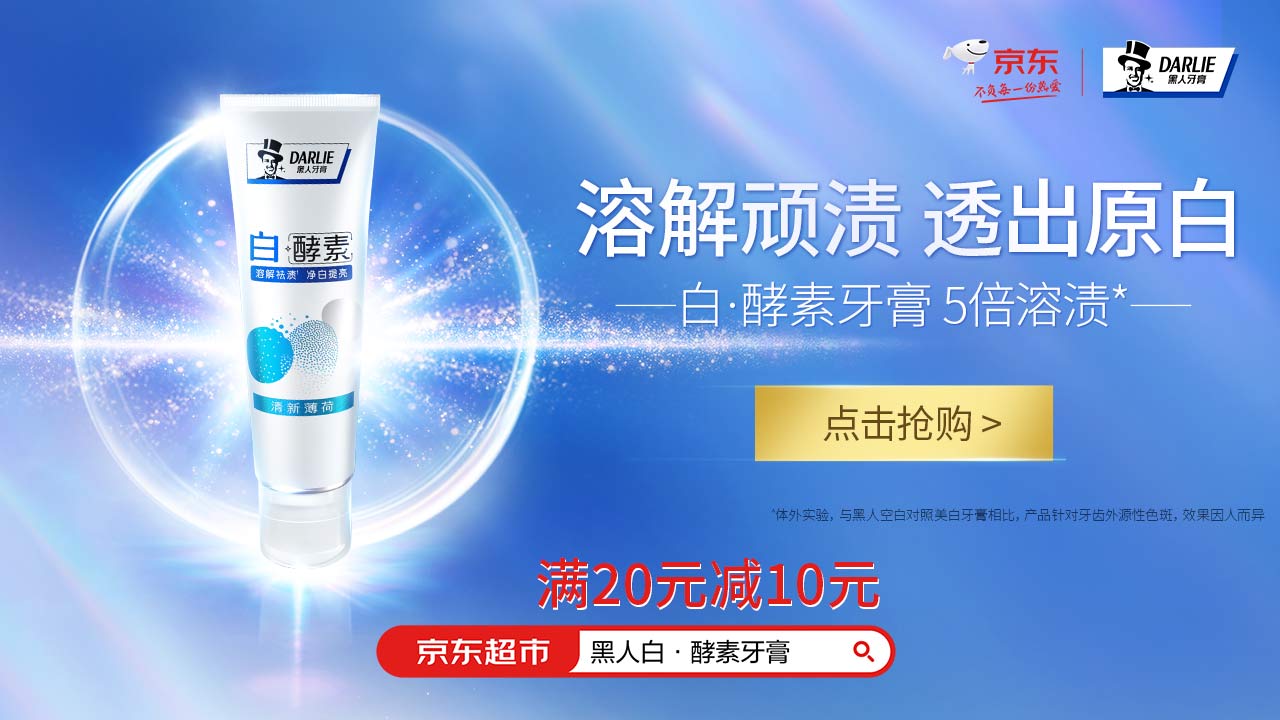 京东
不负每一份热爱
DARLIE
黑人牙膏
DARLIE
黑人牙膏
白·酵素
溶解祛渍* 净白提亮
清新薄荷
溶解顽渍 透出原白
白·酵素牙膏 5倍溶渍*
点击抢购 >
*体外实验，与黑人空白对照美白牙膏相比，产品针对牙齿外源性色斑，效果因人而异
满20元减10元
京东超市 黑人白·酵素牙膏